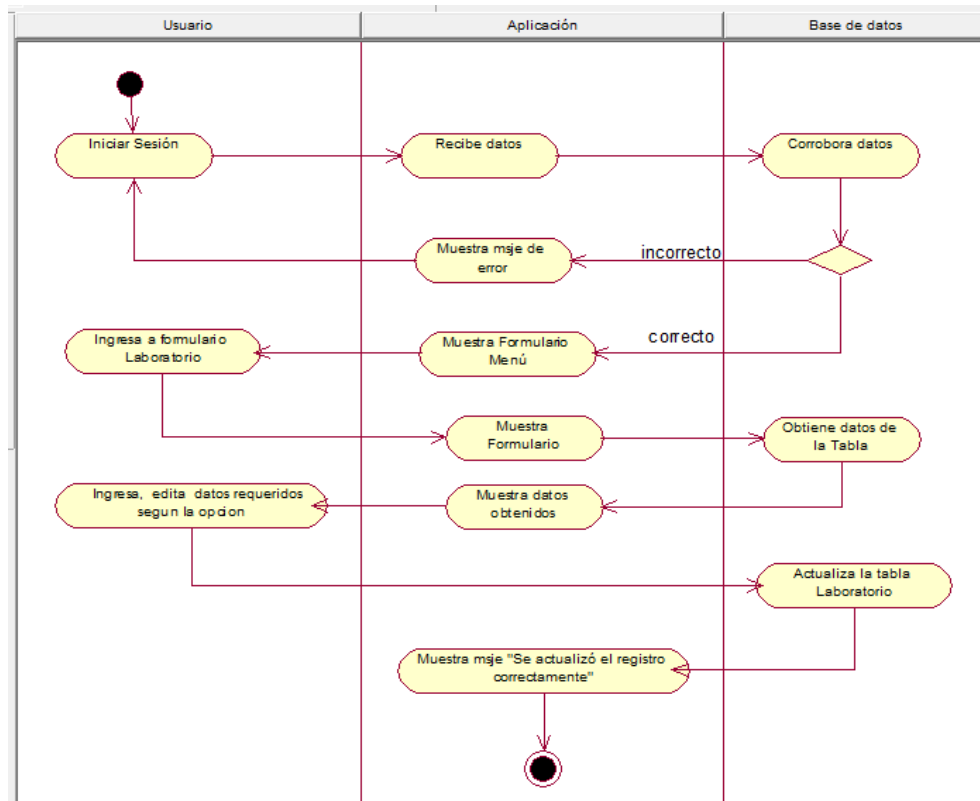 Usuario
Aplicación
Base de datos
Iniciar Sesión
Recibe datos
Corrobora datos
Muestra msje de
error
incorrecto
Ingresa a formulario
Laboratorio
Muestra Formulario
Menú
correcto
Muestra
Formulario
Obtiene datos de
la Tabla
Ingresa, edita datos requeridos
segun la opcion
Muestra datos
obtenidos
Actualiza la tabla
Laboratorio
Muestra msje "Se actualizó el registro
correctamente"